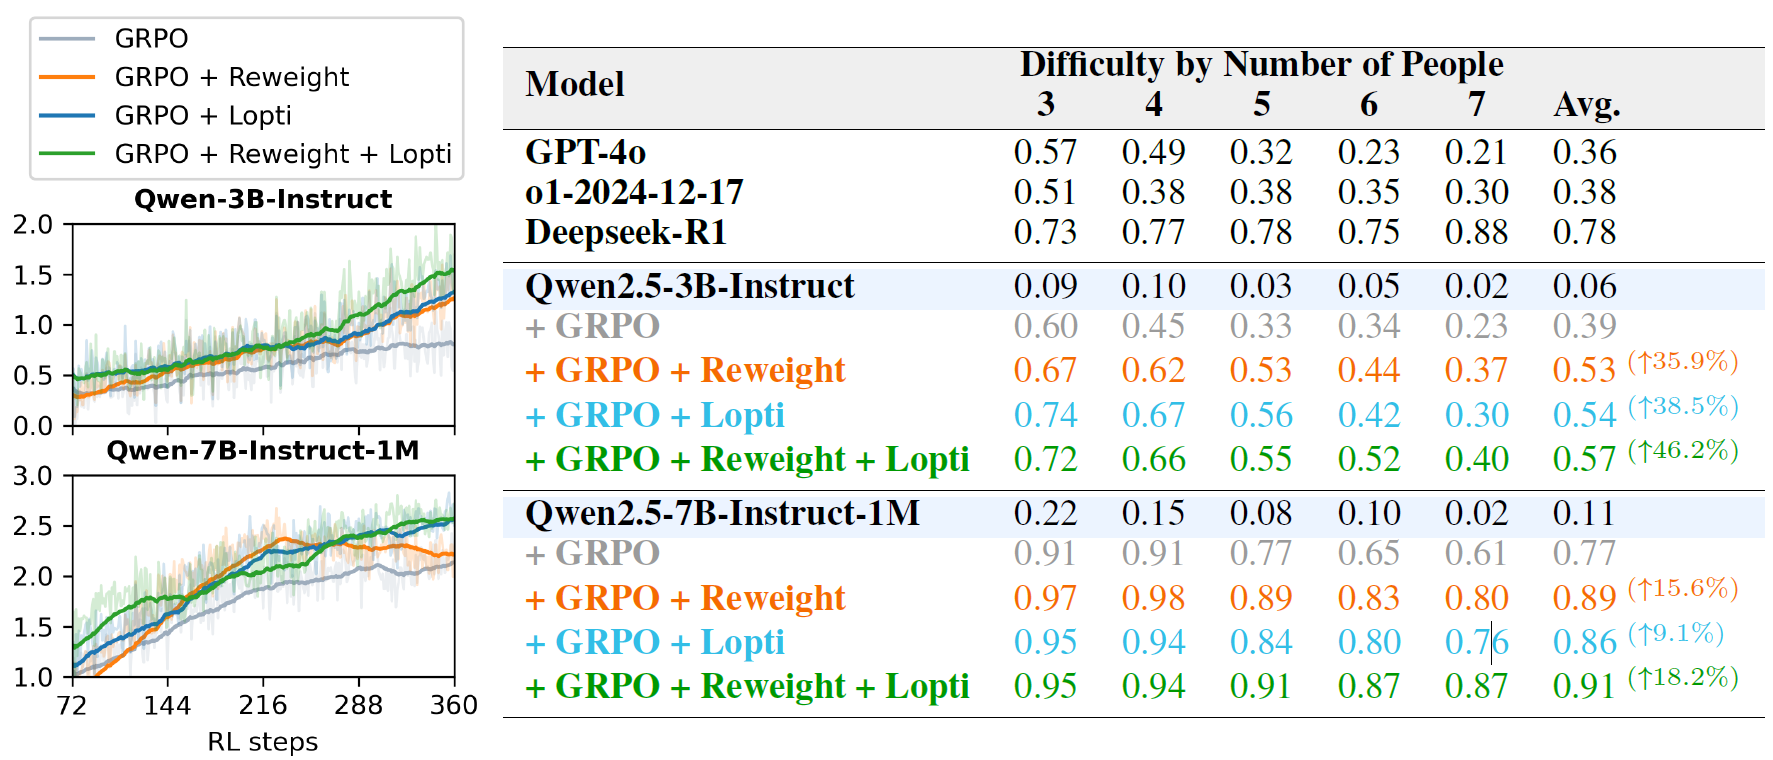 GRPO
GRPO + Reweight
GRPO + Lopti
GRPO + Reweight + Lopti
Qwen-3B-Instruct
2.0
1.5
1.0
0.5
0.0
Qwen-7B-Instruct-1M
3.0
2.5
2.0
1.5
1.0
72 144 216 288 360
RL steps
Model Difficulty by Number of People
3 4 5 6 7 Avg.
GPT-4o 0.57 0.49 0.32 0.23 0.21 0.36
o1-2024-12-17 0.51 0.38 0.38 0.35 0.30 0.38
Deepseek-R1 0.73 0.77 0.78 0.75 0.88 0.78
Qwen2.5-3B-Instruct 0.09 0.10 0.03 0.05 0.02 0.06
+ GRPO 0.60 0.45 0.33 0.34 0.23 0.39
+ GRPO + Reweight 0.67 0.62 0.53 0.44 0.37 0.53 (↑35.9%)
+ GRPO + Lopti 0.74 0.67 0.56 0.42 0.30 0.54 (↑38.5%)
+ GRPO + Reweight + Lopti 0.72 0.66 0.55 0.52 0.40 0.57 (↑46.2%)
Qwen2.5-7B-Instruct-1M 0.22 0.15 0.08 0.10 0.02 0.11
+ GRPO 0.91 0.91 0.77 0.65 0.61 0.77
+ GRPO + Reweight 0.97 0.98 0.89 0.83 0.80 0.89 (↑15.6%)
+ GRPO + Lopti 0.95 0.94 0.84 0.80 0.76 0.86 (↑9.1%)
+ GRPO + Reweight + Lopti 0.95 0.94 0.91 0.87 0.87 0.91 (↑18.2%)